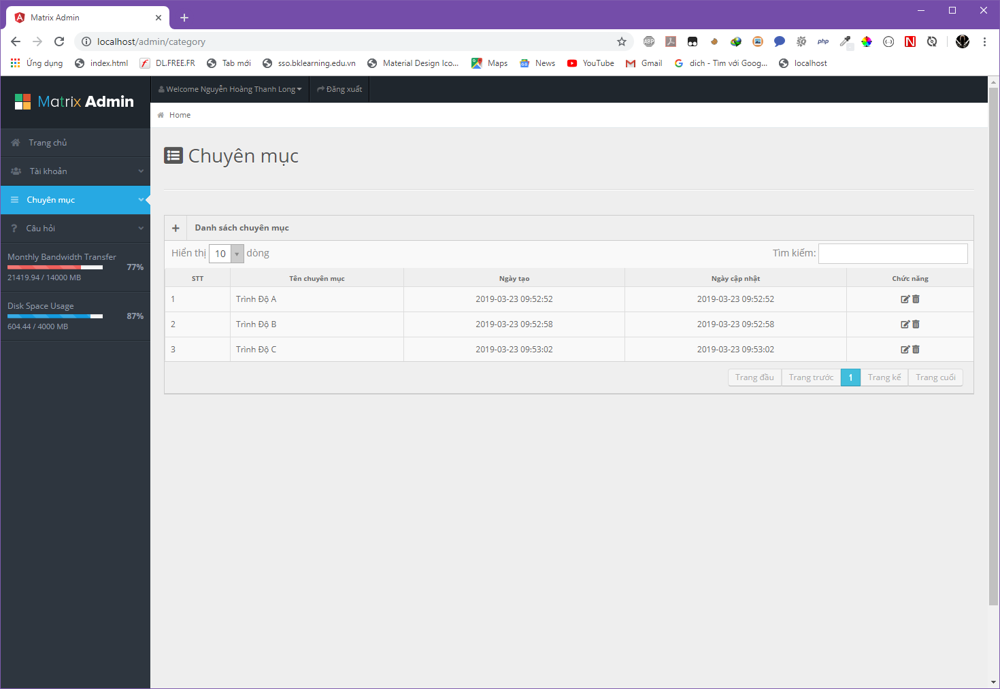 Matrix Admin
localhost/admin/category
ABP
php
N
Ứng dụng index.html DL.FREE.FR Tab mới sso.bklearning.edu.vn Material Design Ico... Maps News YouTube Gmail dich - Tìm với Goog... localhost
Matrix Admin
Welcome Nguyễn Hoàng Thanh Long Đăng xuất
Home
Trang chủ
Tài khoản
Chuyên mục
Câu hỏi
Monthly Bandwidth Transfer
77%
21419.94 / 14000 MB
Disk Space Usage
87%
604.44 / 4000 MB
Chuyên mục
Danh sách chuyên mục
Hiển thị 10 dòng Tìm kiếm:
STT Tên chuyên mục Ngày tạo Ngày cập nhật Chức năng
1 Trình Độ A 2019-03-23 09:52:52 2019-03-23 09:52:52
2 Trình Độ B 2019-03-23 09:52:58 2019-03-23 09:52:58
3 Trình Độ C 2019-03-23 09:53:02 2019-03-23 09:53:02
Trang đầu Trang trước 1 Trang kế Trang cuối